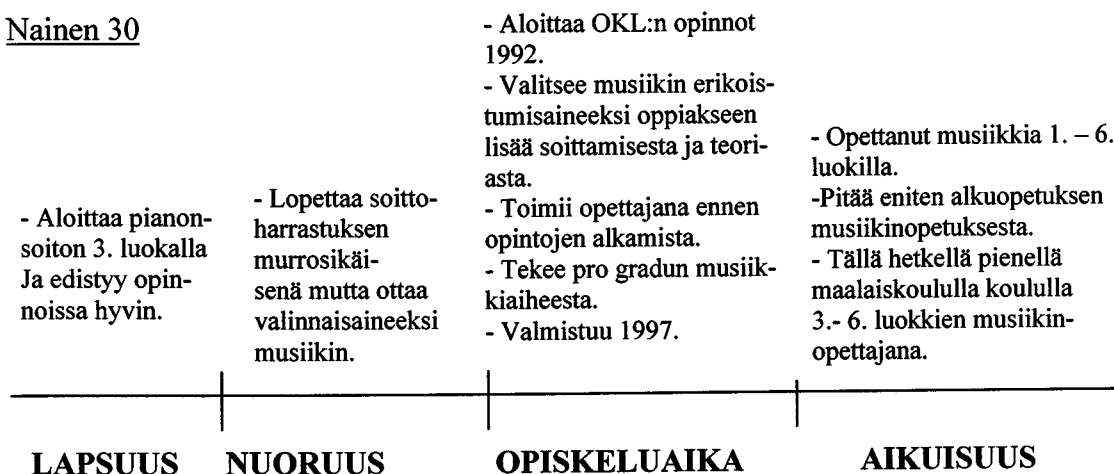 Nainen 30
- Aloittaa pianon-
soiton 3. luokalla
Ja edistyy opin-
noissa hyvin.
- Lopettaa soitto-
harrastuksen
murrosikäi-
senä mutta ottaa
valinnaisaineeksi
musiikin.
- Aloittaa OKL:n opinnot
1992.
- Valitsee musiikin erikois-
tumisaineeksi oppiakseen
lisää soittamisesta ja teori-
asta.
- Toimii opettajana ennen
opintojen alkamista.
- Tekee pro gradun musiik-
kiaiheesta.
- Valmistuu 1997.
- Opettanut musiikkia 1. – 6.
luokilla.
-Pitää eniten alkuopetuksen
musiikinopetuksesta.
- Tällä hetkellä pienellä
maalaiskoululla koululla
3.- 6. luokkien musiikin-
opettajana.
LAPSUUS
NUORUUS
OPISKELUAIKA
AIKUISUUS